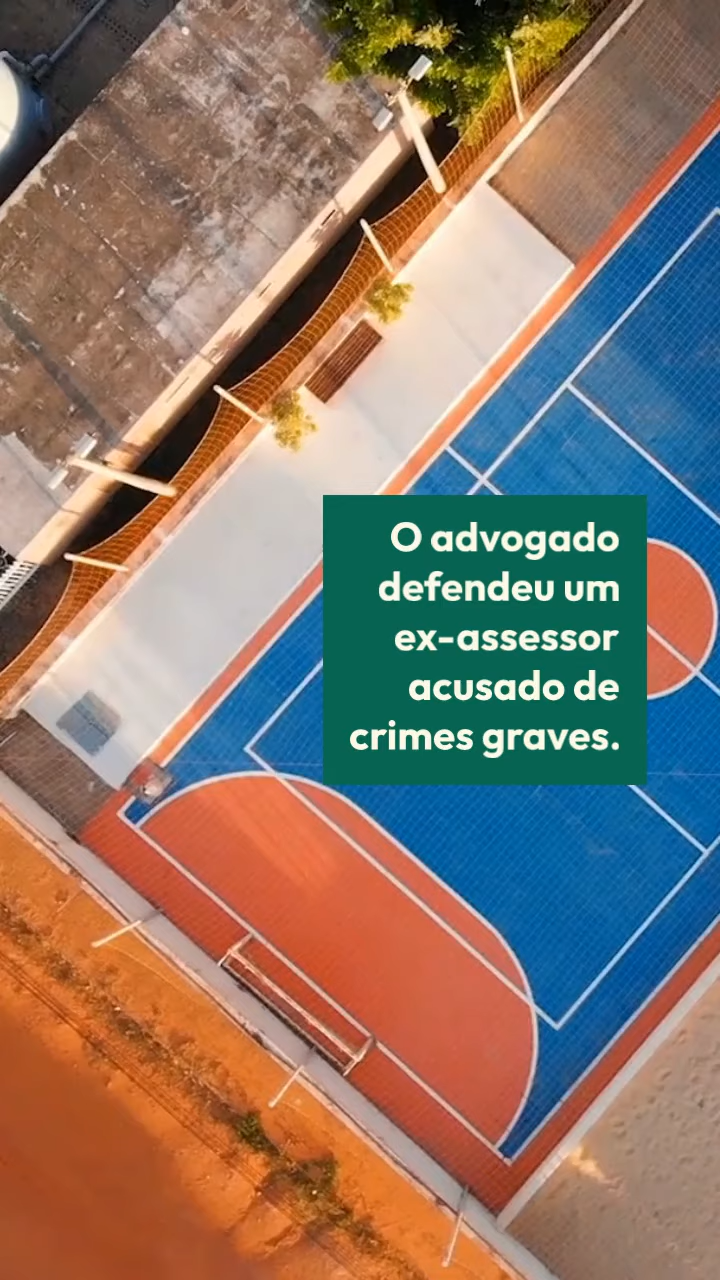 O advogado
defendeu um
ex-assessor
acusado de
crimes graves.